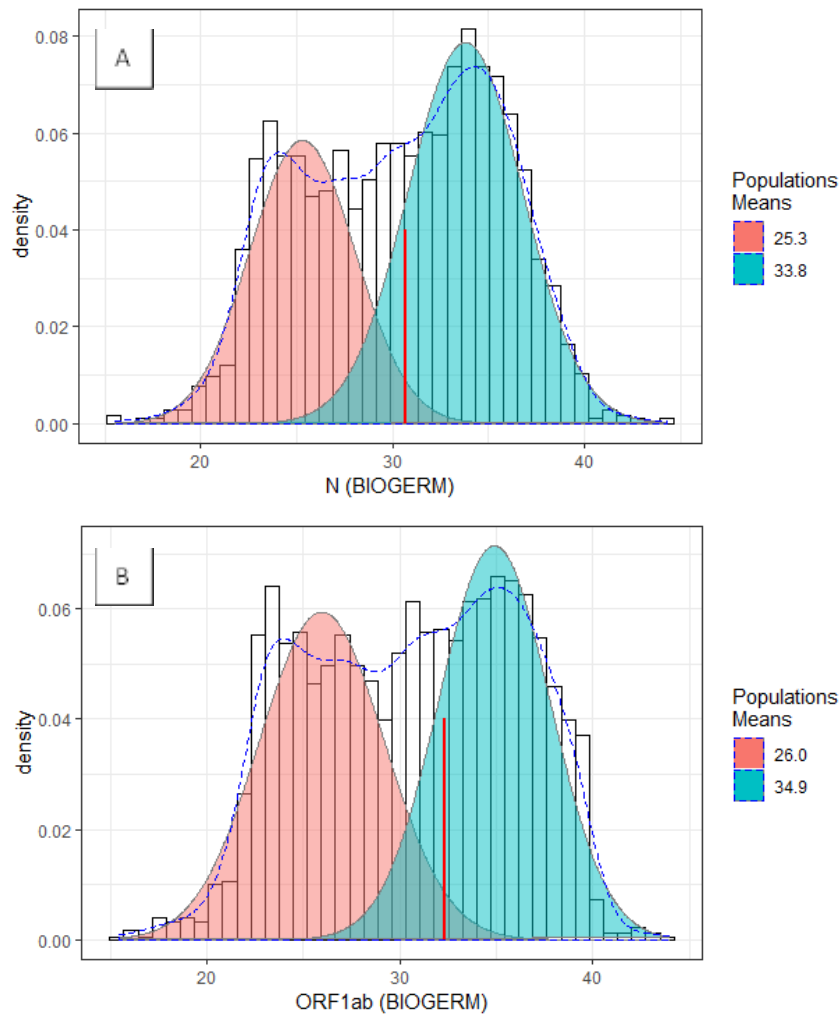 A
0.08
0.06
0.04
0.02
0.00
density
20
30
40
N (BIOGERM)
Populations
Means
25.3
33.8
B
0.06
0.04
0.02
0.00
density
20
30
40
ORF1ab (BIOGERM)
Populations
Means
26.0
34.9